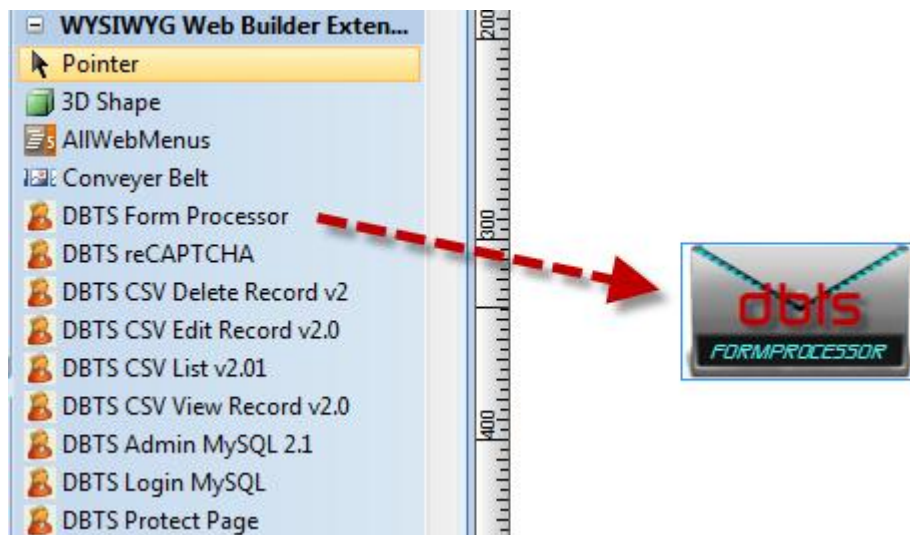 WYSIWYG Web Builder Exten...
Pointer
3D Shape
AllWebMenus
Conveyer Belt
DBTS Form Processor
DBTS reCAPTCHA
DBTS CSV Delete Record v2
DBTS CSV Edit Record v2.0
DBTS CSV List v2.01
DBTS CSV View Record v2.0
DBTS Admin MySQL 2.1
DBTS Login MySQL
DBTS Protect Page
200
300
400
dbts
FORMPROCESSOR